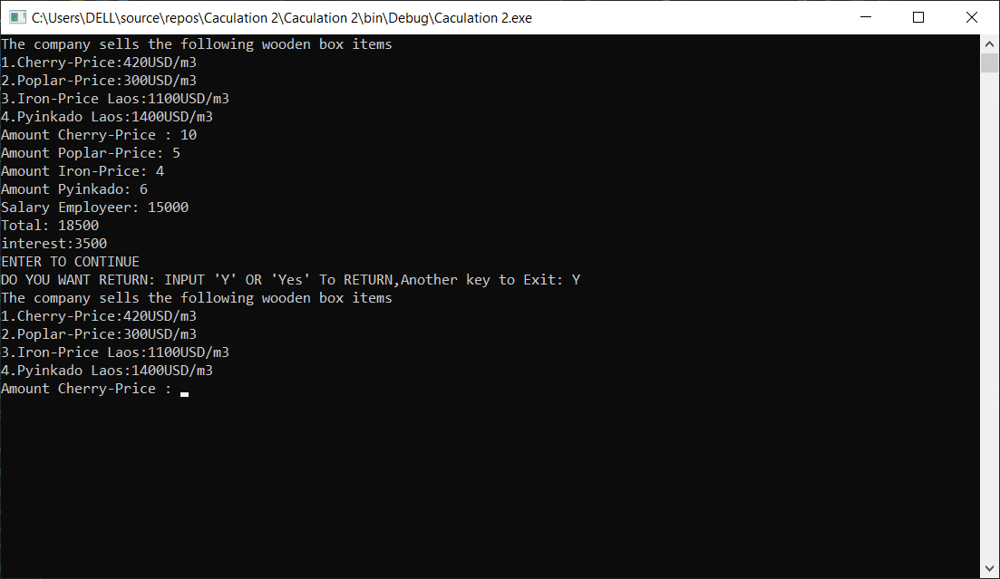 C:\Users\DELL\source\repos\Caculation 2\Caculation 2\bin\Debug\Caculation 2.exe
The company sells the following wooden box items
1.Cherry-Price:420USD/m3
2.Poplar-Price:300USD/m3
3.Iron-Price Laos:1100USD/m3
4.Pyinkado Laos:1400USD/m3
Amount Cherry-Price : 10
Amount Poplar-Price: 5
Amount Iron-Price: 4
Amount Pyinkado: 6
Salary Employeer: 15000
Total: 18500
interest:3500
ENTER TO CONTINUE
DO YOU WANT RETURN: INPUT 'Y' OR 'Yes' To RETURN,Another key to Exit: Y
The company sells the following wooden box items
1.Cherry-Price:420USD/m3
2.Poplar-Price:300USD/m3
3.Iron-Price Laos:1100USD/m3
4.Pyinkado Laos:1400USD/m3
Amount Cherry-Price :